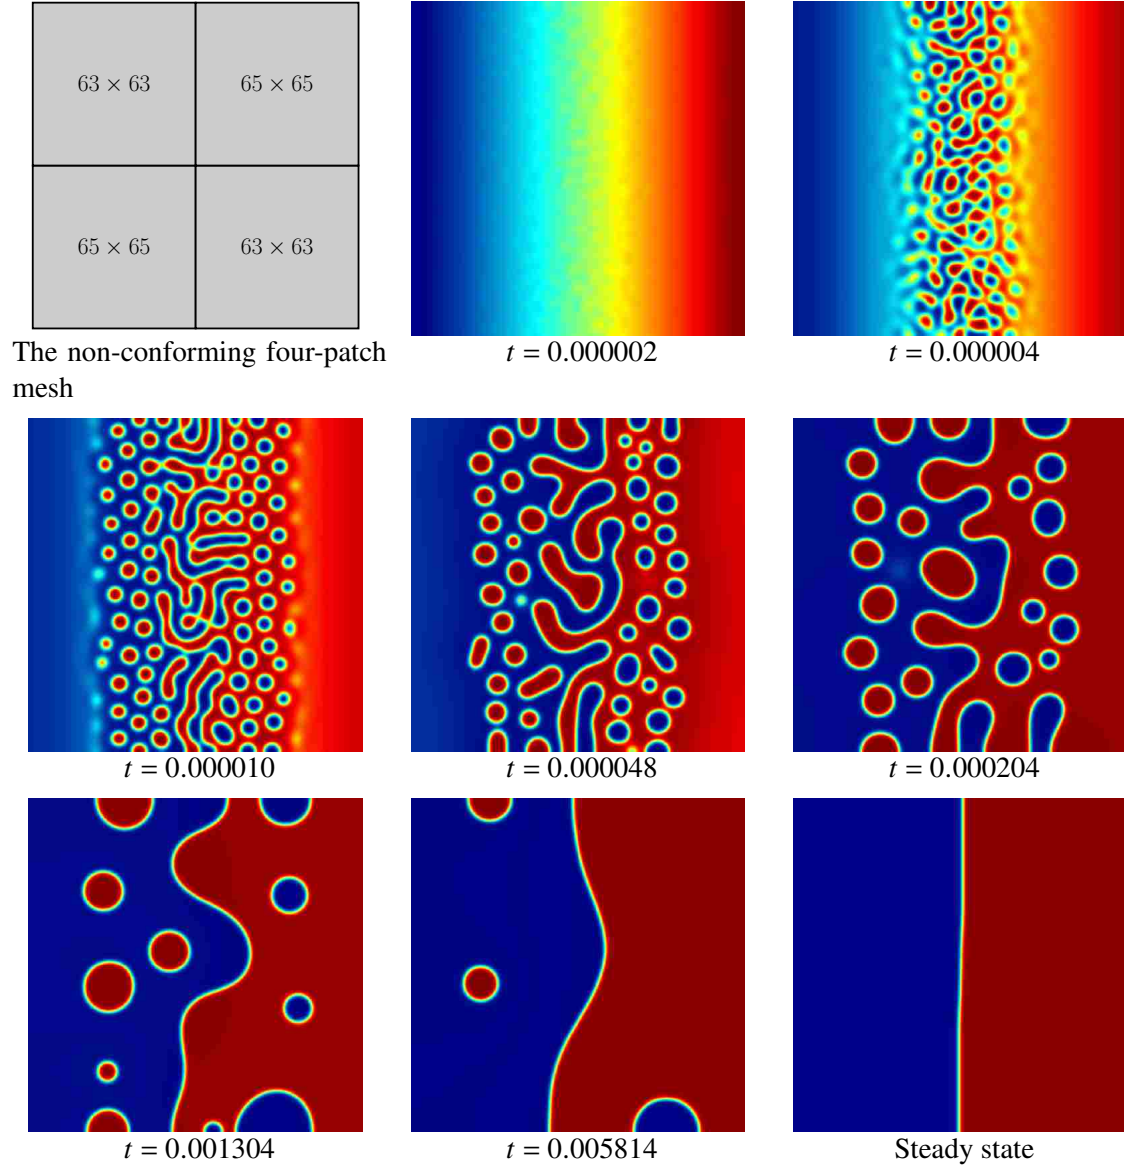 63 × 63
65 × 65
65 × 65
63 × 63
The non-conforming four-patch
mesh
t = 0.000002
t = 0.000004
t = 0.000010
t = 0.000048
t = 0.000204
t = 0.001304
t = 0.005814
Steady state